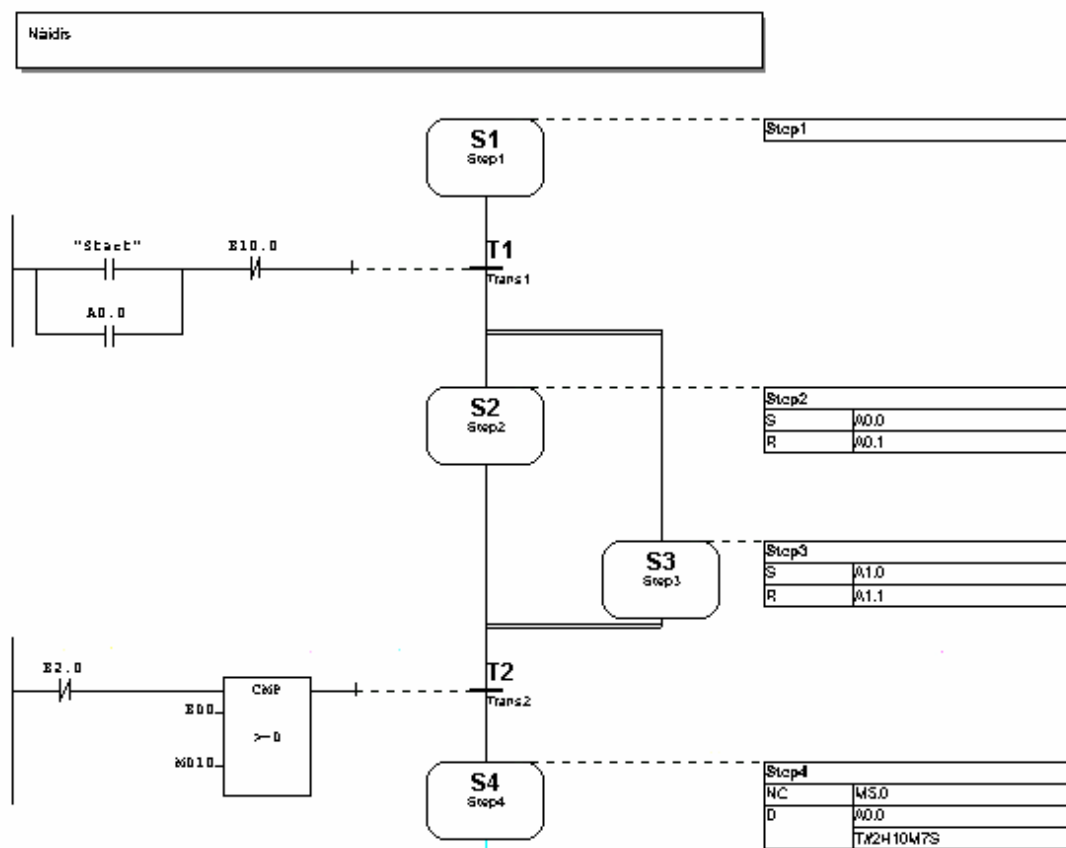 Näidis
S1
Step1
Step1
"Start"
E10.0
T1
Trans1
A0.0
S2
Step2
Step2
S A0.0
R A0.1
S3
Step3
Step3
S A1.0
R A1.1
E2.0
CMP
T2
Trans2
ED0
>=D
MD10
S4
Step4
Step4
NC M5.0
D A0.0
T#2H10M7S